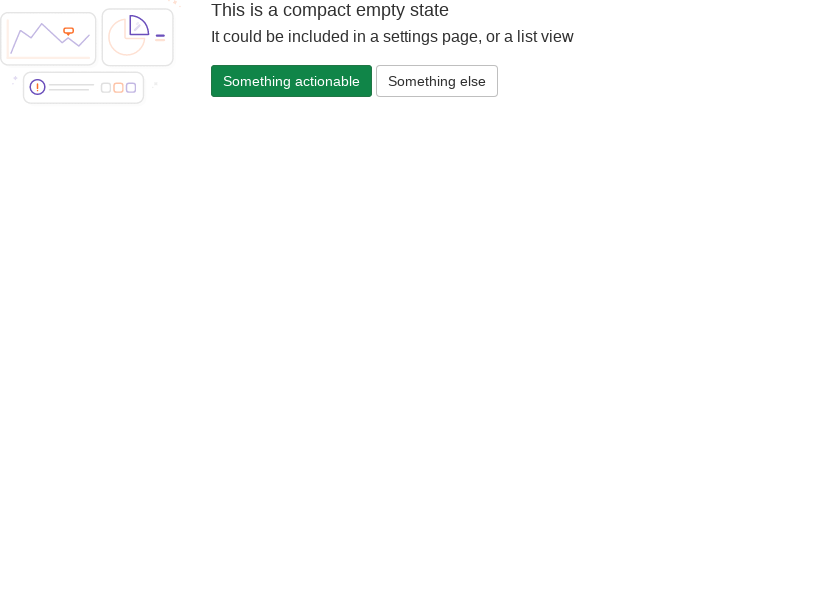 This is a compact empty state
It could be included in a settings page, or a list view
Something actionable
Something else